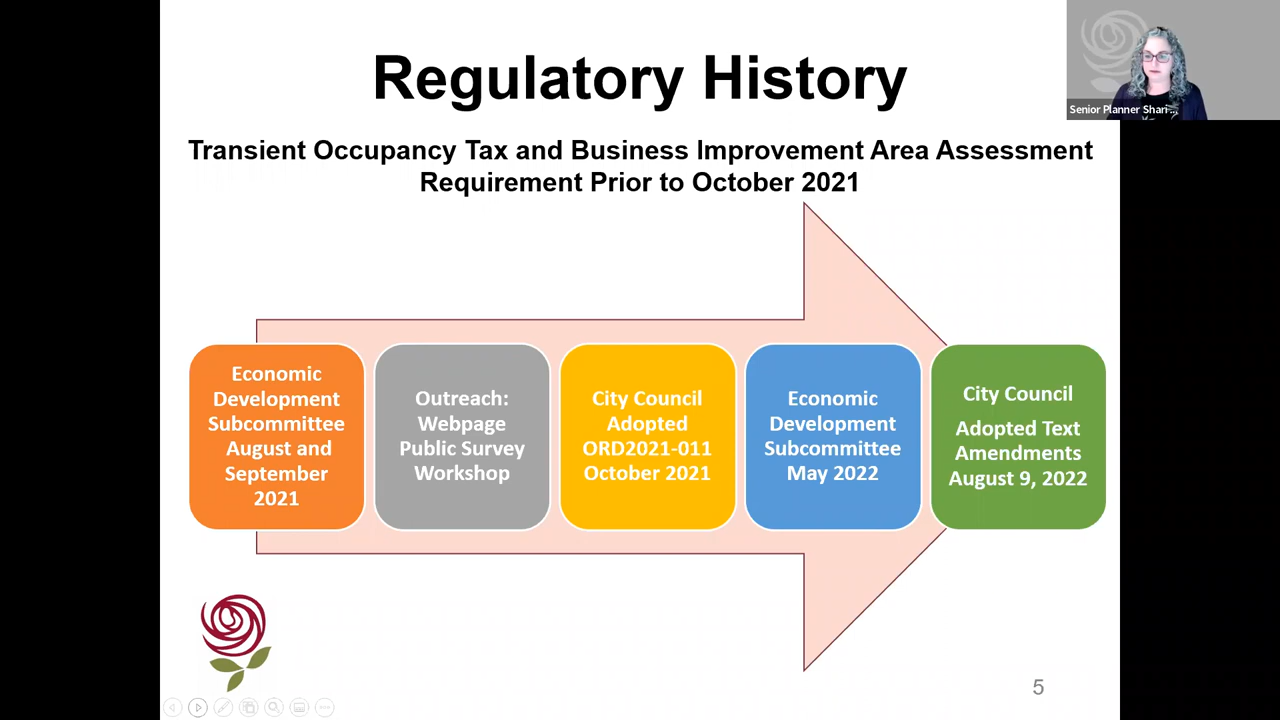 Regulatory History
Senior Planner Shari ...
Transient Occupancy Tax and Business Improvement Area Assessment
Requirement Prior to October 2021
Economic
Development
Subcommittee
August and
September
2021
Outreach:
Webpage
Public Survey
Workshop
City Council
Adopted
ORD2021-011
October 2021
Economic
Development
Subcommittee
May 2022
City Council
Adopted Text
Amendments
August 9, 2022
5